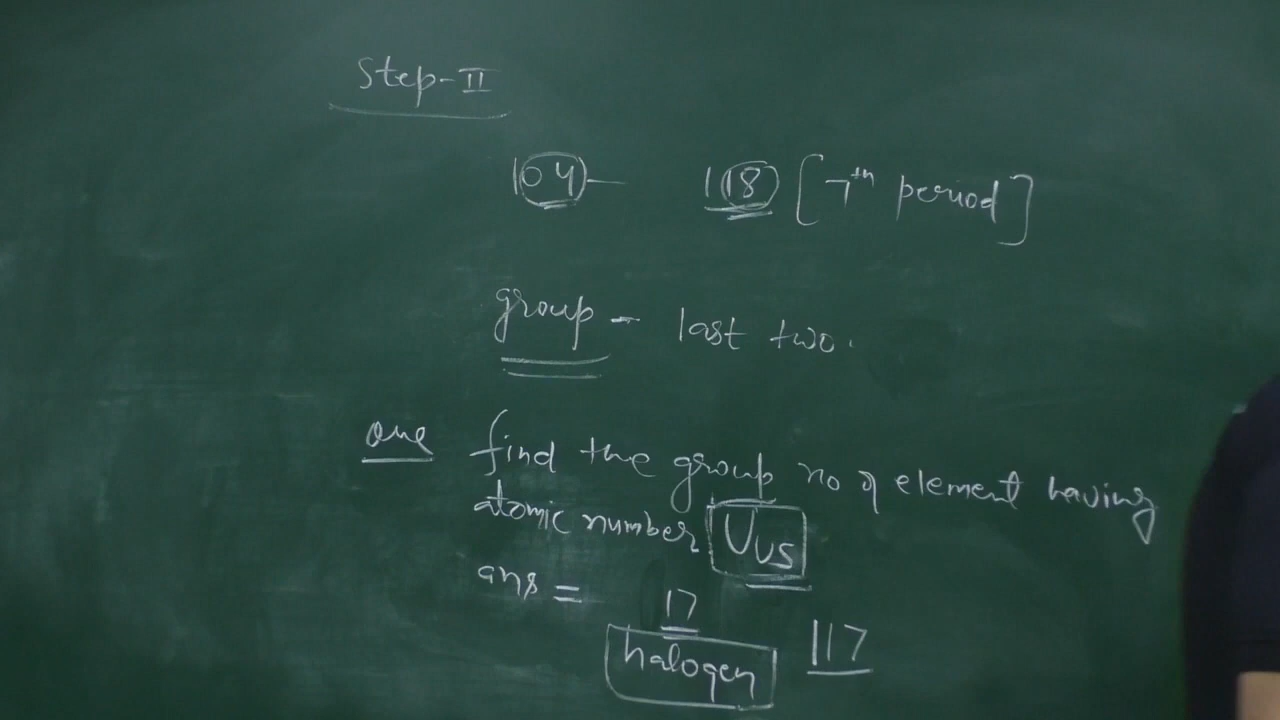 Step-II
104 – 118 [7th period]
group – last two.
que find the group no of element having
atomic number Uus
ans = 17
halogen 117